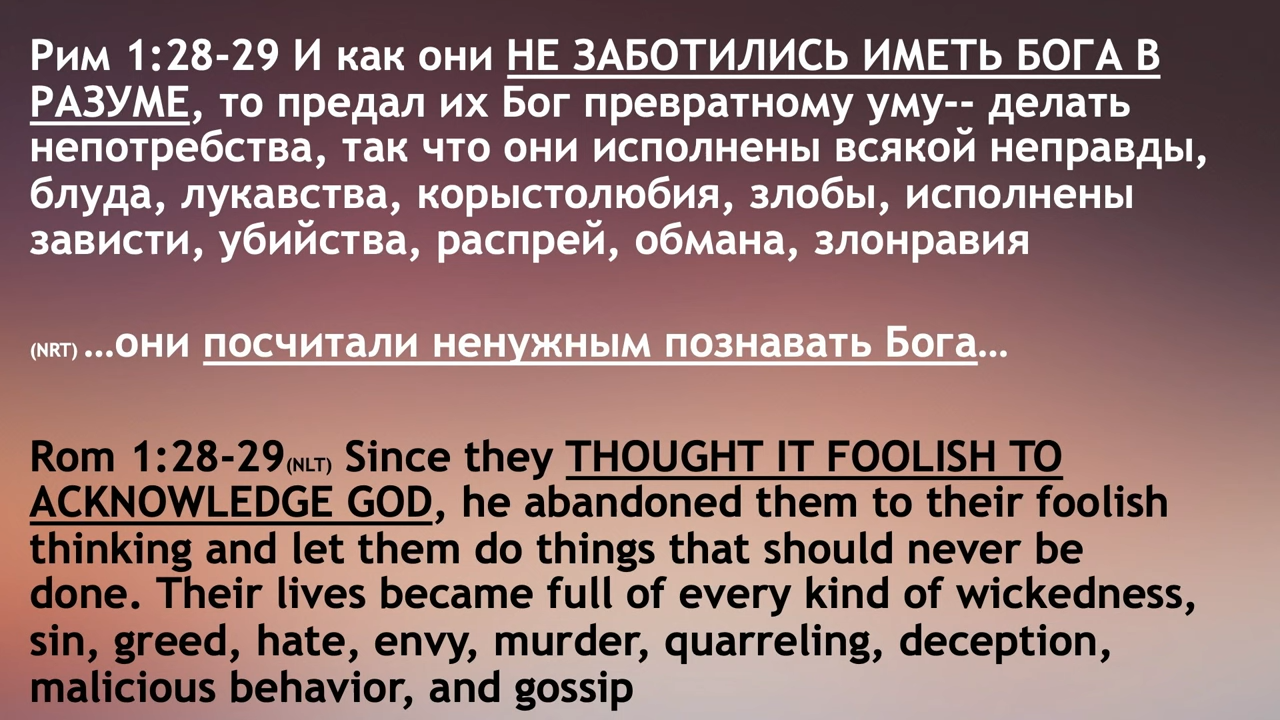 Рим 1:28-29 И как они НЕ ЗАБОТИЛИСЬ ИМЕТЬ БОГА В
РАЗУМЕ, то предал их Бог превратному уму-- делать
непотребства, так что они исполнены всякой неправды,
блуда, лукавства, корыстолюбия, злобы, исполнены
зависти, убийства, распрей, обмана, злонравия
(NRT) …они посчитали ненужным познавать Бога…
Rom 1:28-29(NLT) Since they THOUGHT IT FOOLISH TO
ACKNOWLEDGE GOD, he abandoned them to their foolish
thinking and let them do things that should never be
done. Their lives became full of every kind of wickedness,
sin, greed, hate, envy, murder, quarreling, deception,
malicious behavior, and gossip